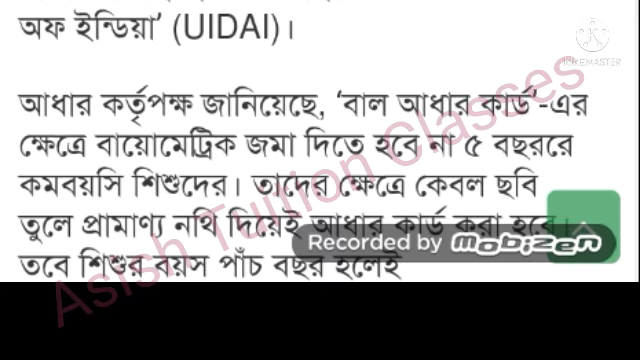 অফ ইন্ডিয়া’ (UIDAI)।
আধার কর্তৃপক্ষ জানিয়েছে, ‘বাল আধার কার্ড’-এর
ক্ষেত্রে বায়োমেট্রিক জমা দিতে হবে না ৫ বছররে
কমবয়সি শিশুদের। তাদের ক্ষেত্রে কেবল ছবি
তুলে প্রামাণ্য নথি দিয়েই আধার কার্ড করা হবে।
তবে শিশুর বয়স পাঁচ বছর হলেই
Asish Tuition Classes
KINEMASTER
Recorded by mobizen